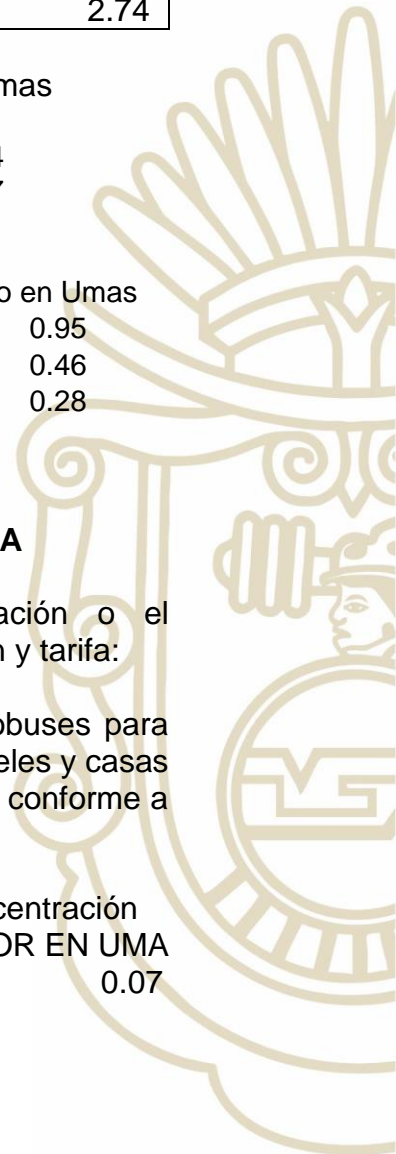 2.74
mas
o en Umas
0.95
0.46
0.28
A
ación o el
n y tarifa:
obuses para
eles y casas
conforme a
centración
OR EN UMA
0.07